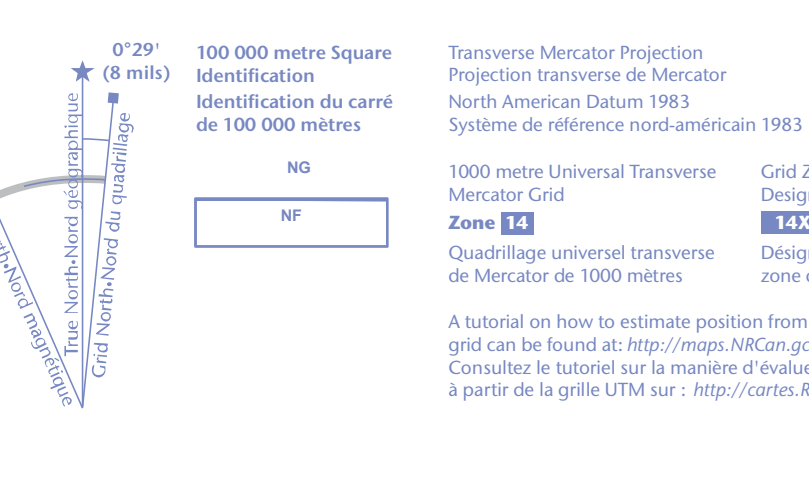 0°29'
(8 mils)
True North•Nord géographique
Grid North•Nord du quadrillage
Nord magnétique
100 000 metre Square
Identification
Identification du carré
de 100 000 mètres
NG
NF
Transverse Mercator Projection
Projection transverse de Mercator
North American Datum 1983
Système de référence nord-américain 1983
1000 metre Universal Transverse
Mercator Grid
Zone 14
Quadrillage universel transverse
de Mercator de 1000 mètres
Grid
14X
zone
A tutorial on how to estimate position from
grid can be found at: http://maps.NRCan.gc
Consultez le tutoriel sur la manière d'évalue
à partir de la grille UTM sur : http://cartes.R